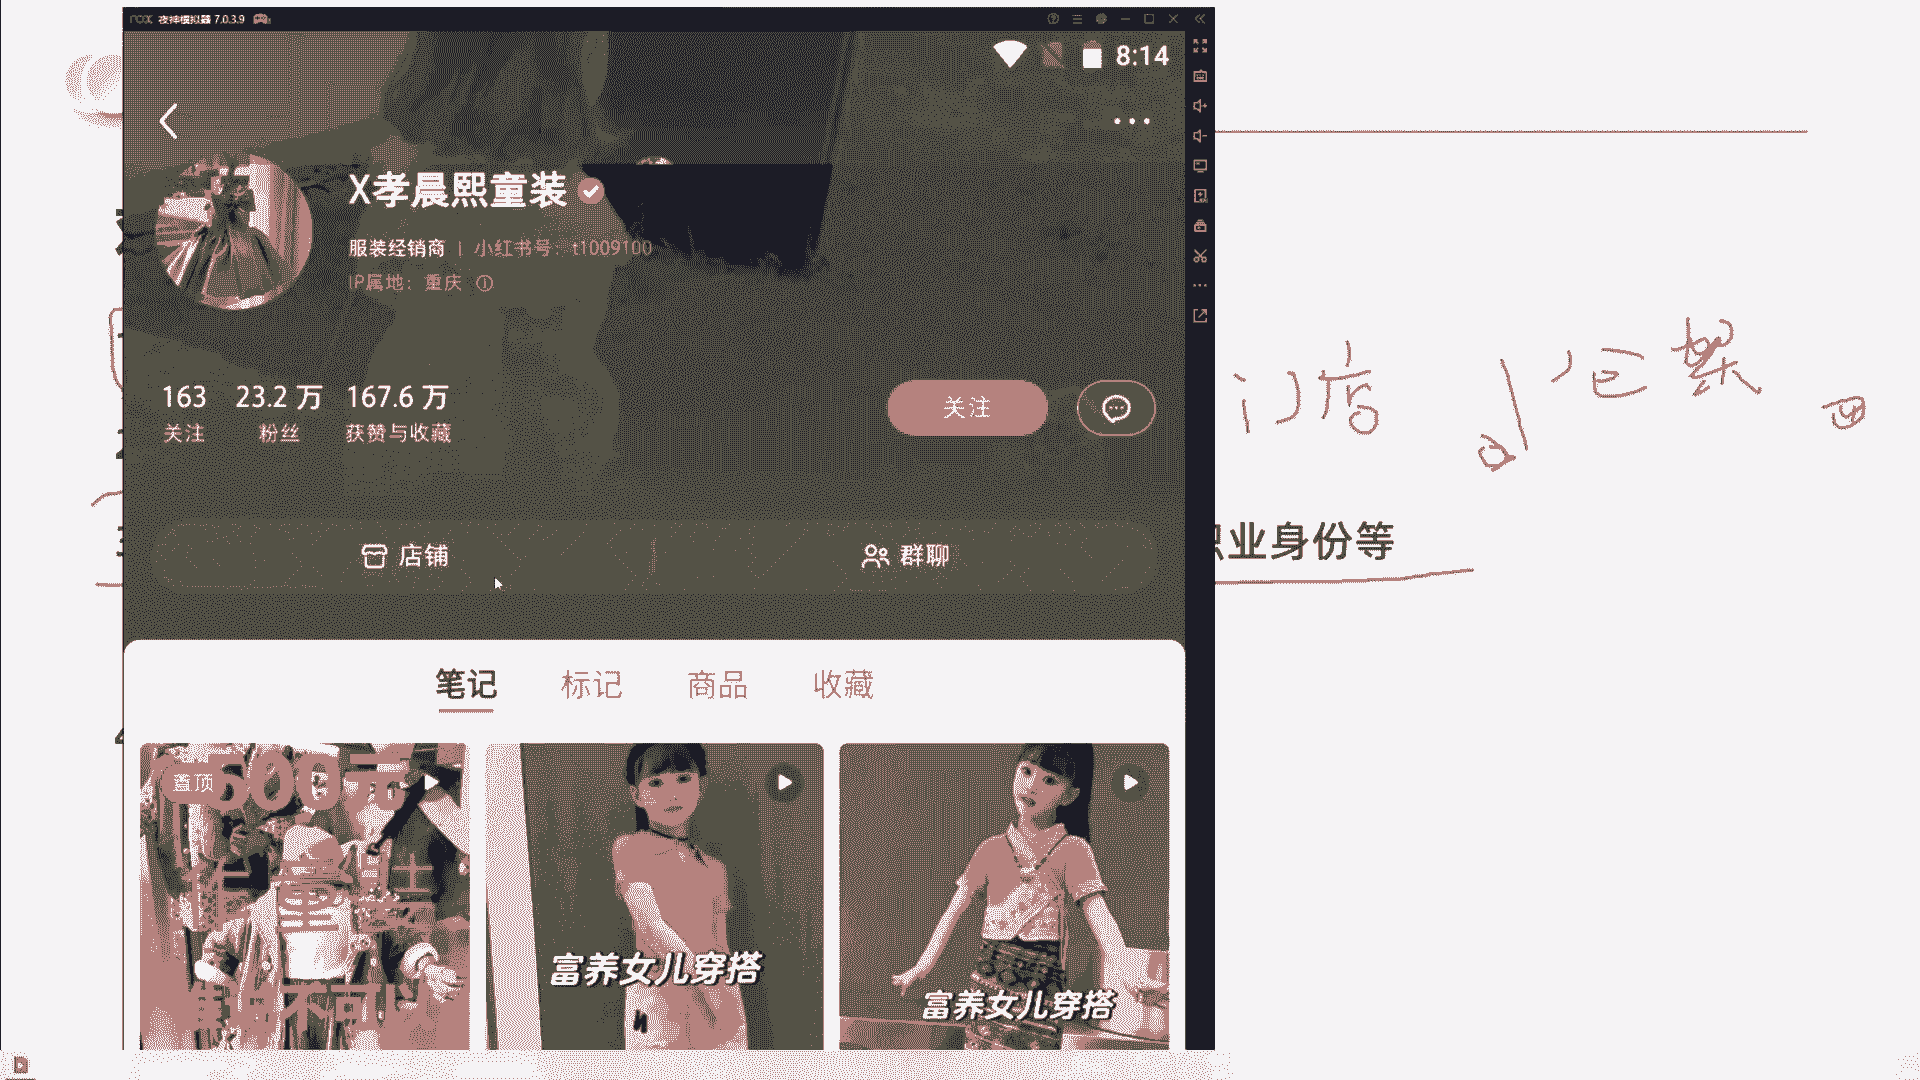 nox 夜神模拟器 7.0.3.9
8:14
X孝晨熙童装
服装经销商 | 小红书号：t1009100
IP属地：重庆
163 23.2 万 167.6 万
关注 粉丝 获赞与收藏
关注
门店
业身份等
店铺 群聊
笔记 标记 商品 收藏
置顶
500元
富养女儿穿搭
富养女儿穿搭